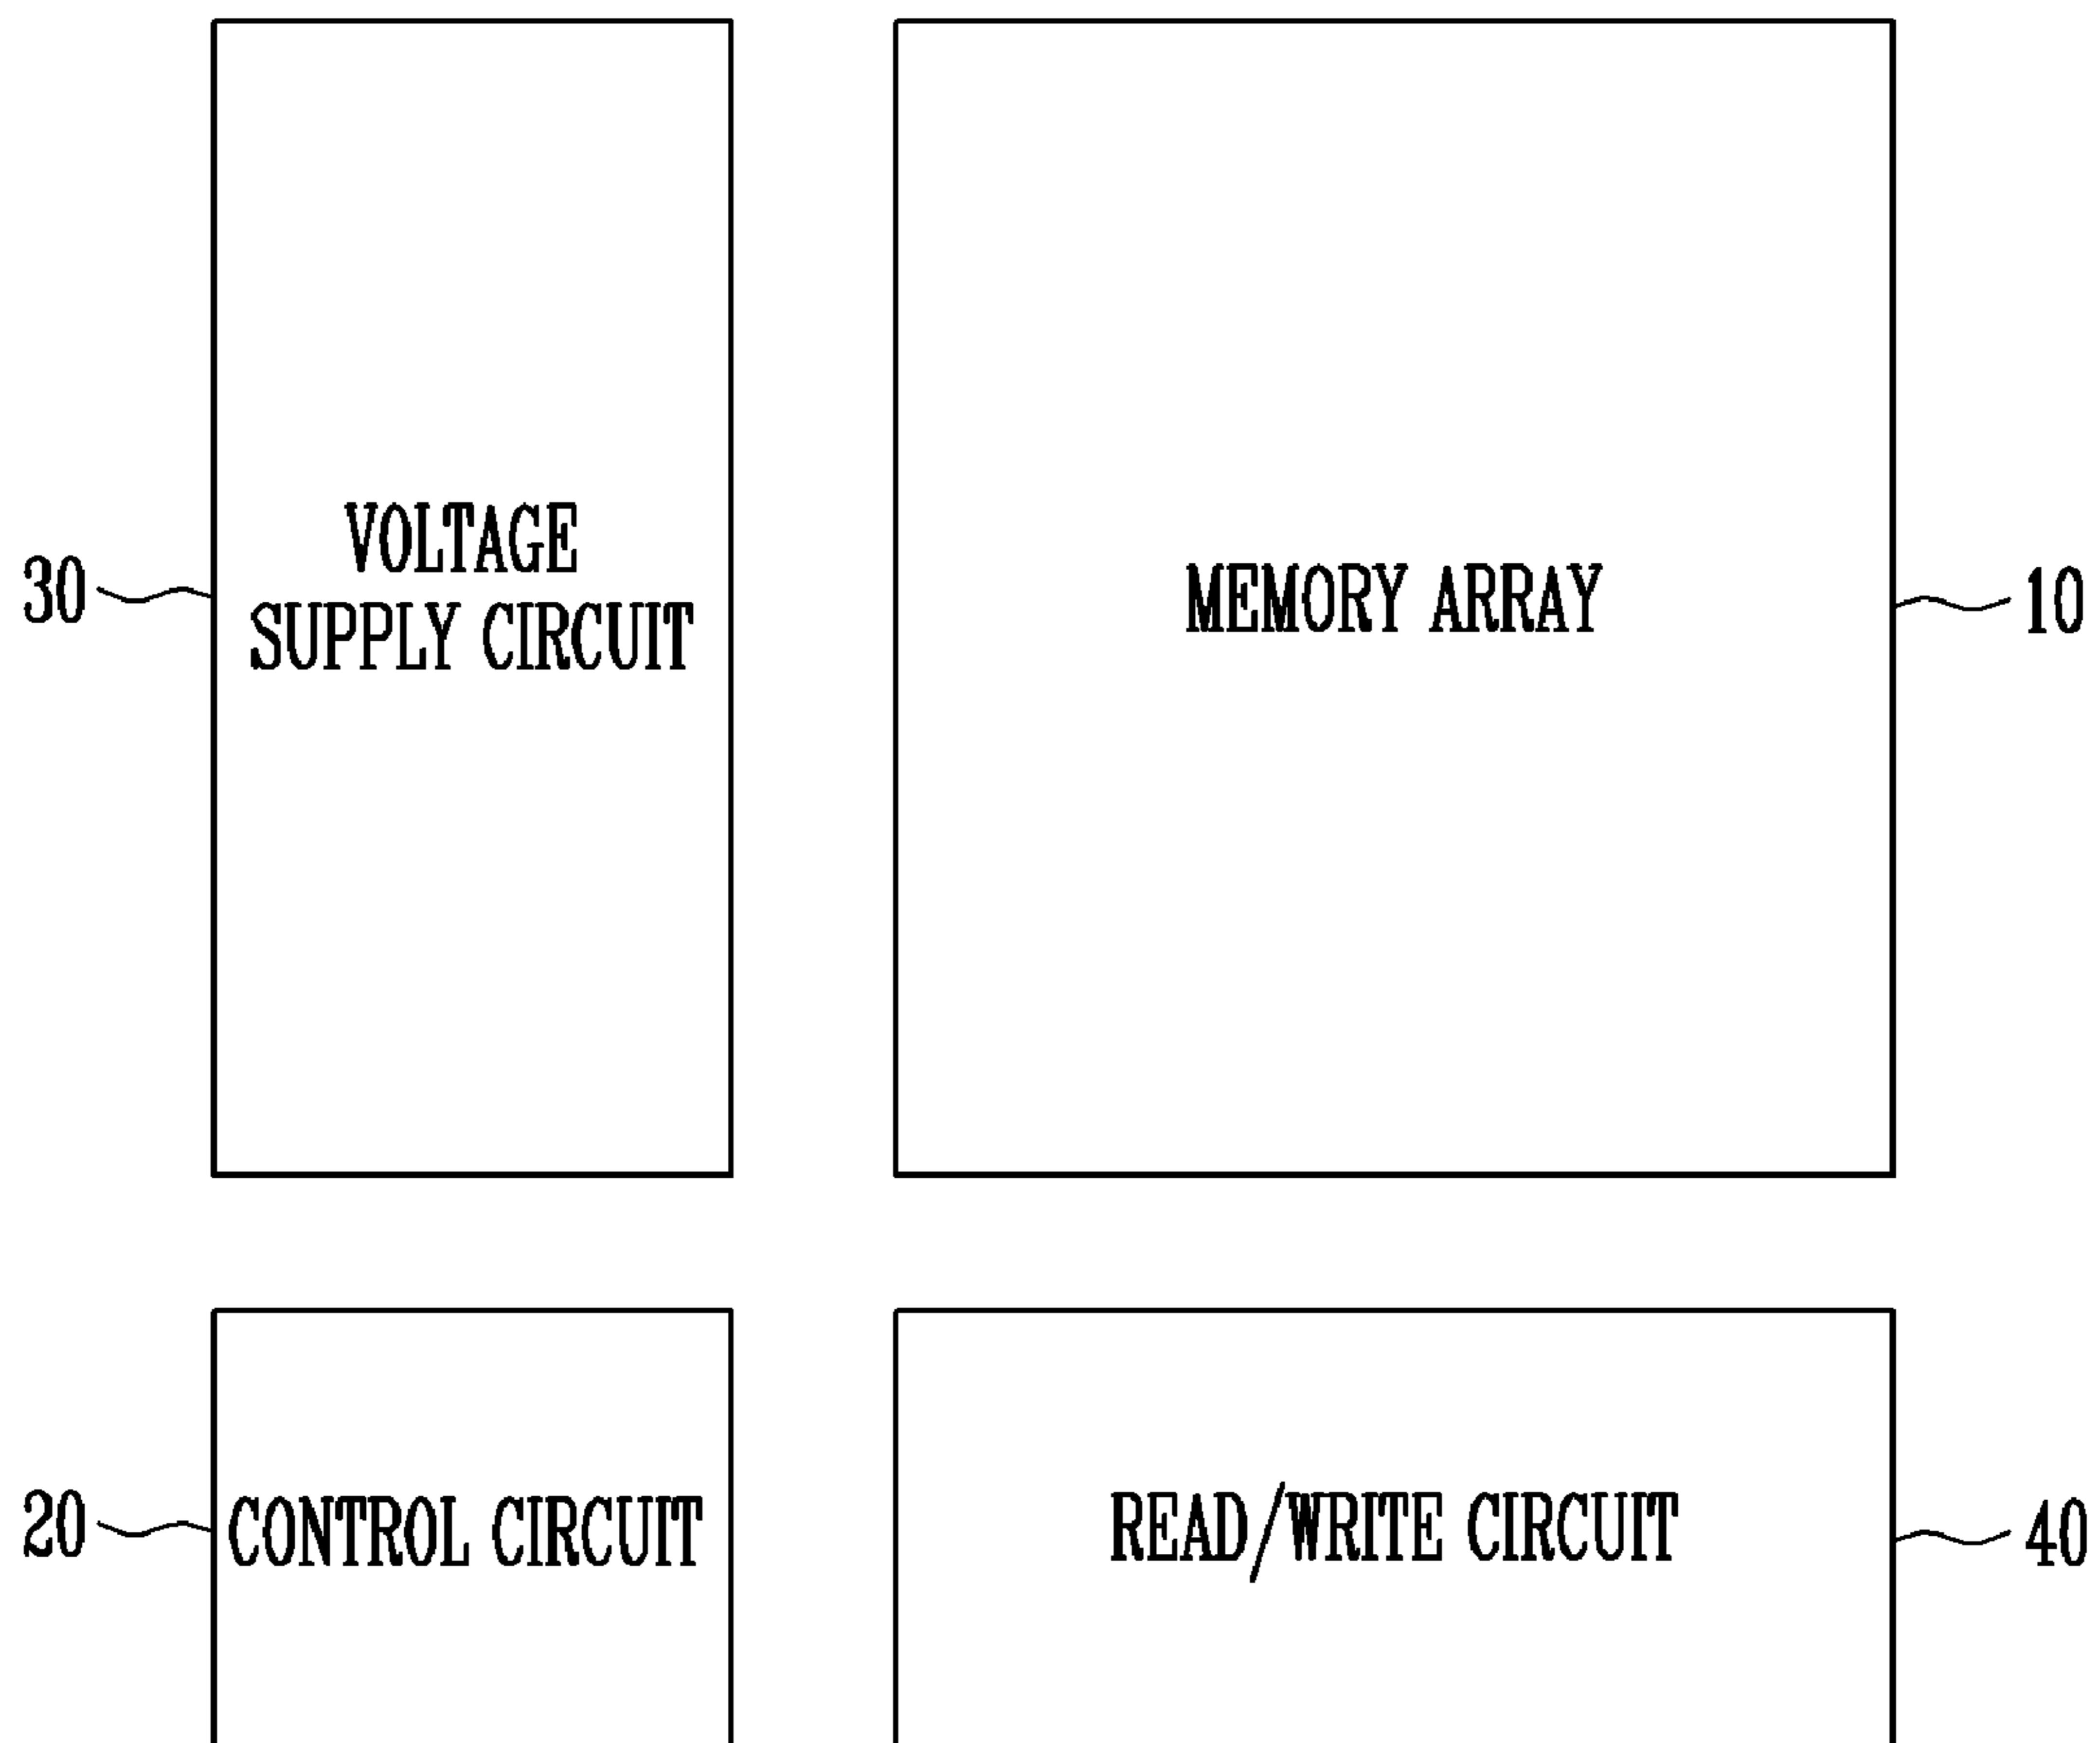 VOLTAGE
SUPPLY CIRCUIT
30
MEMORY ARRAY
10
20
CONTROL CIRCUIT
READ/WRITE CIRCUIT
40